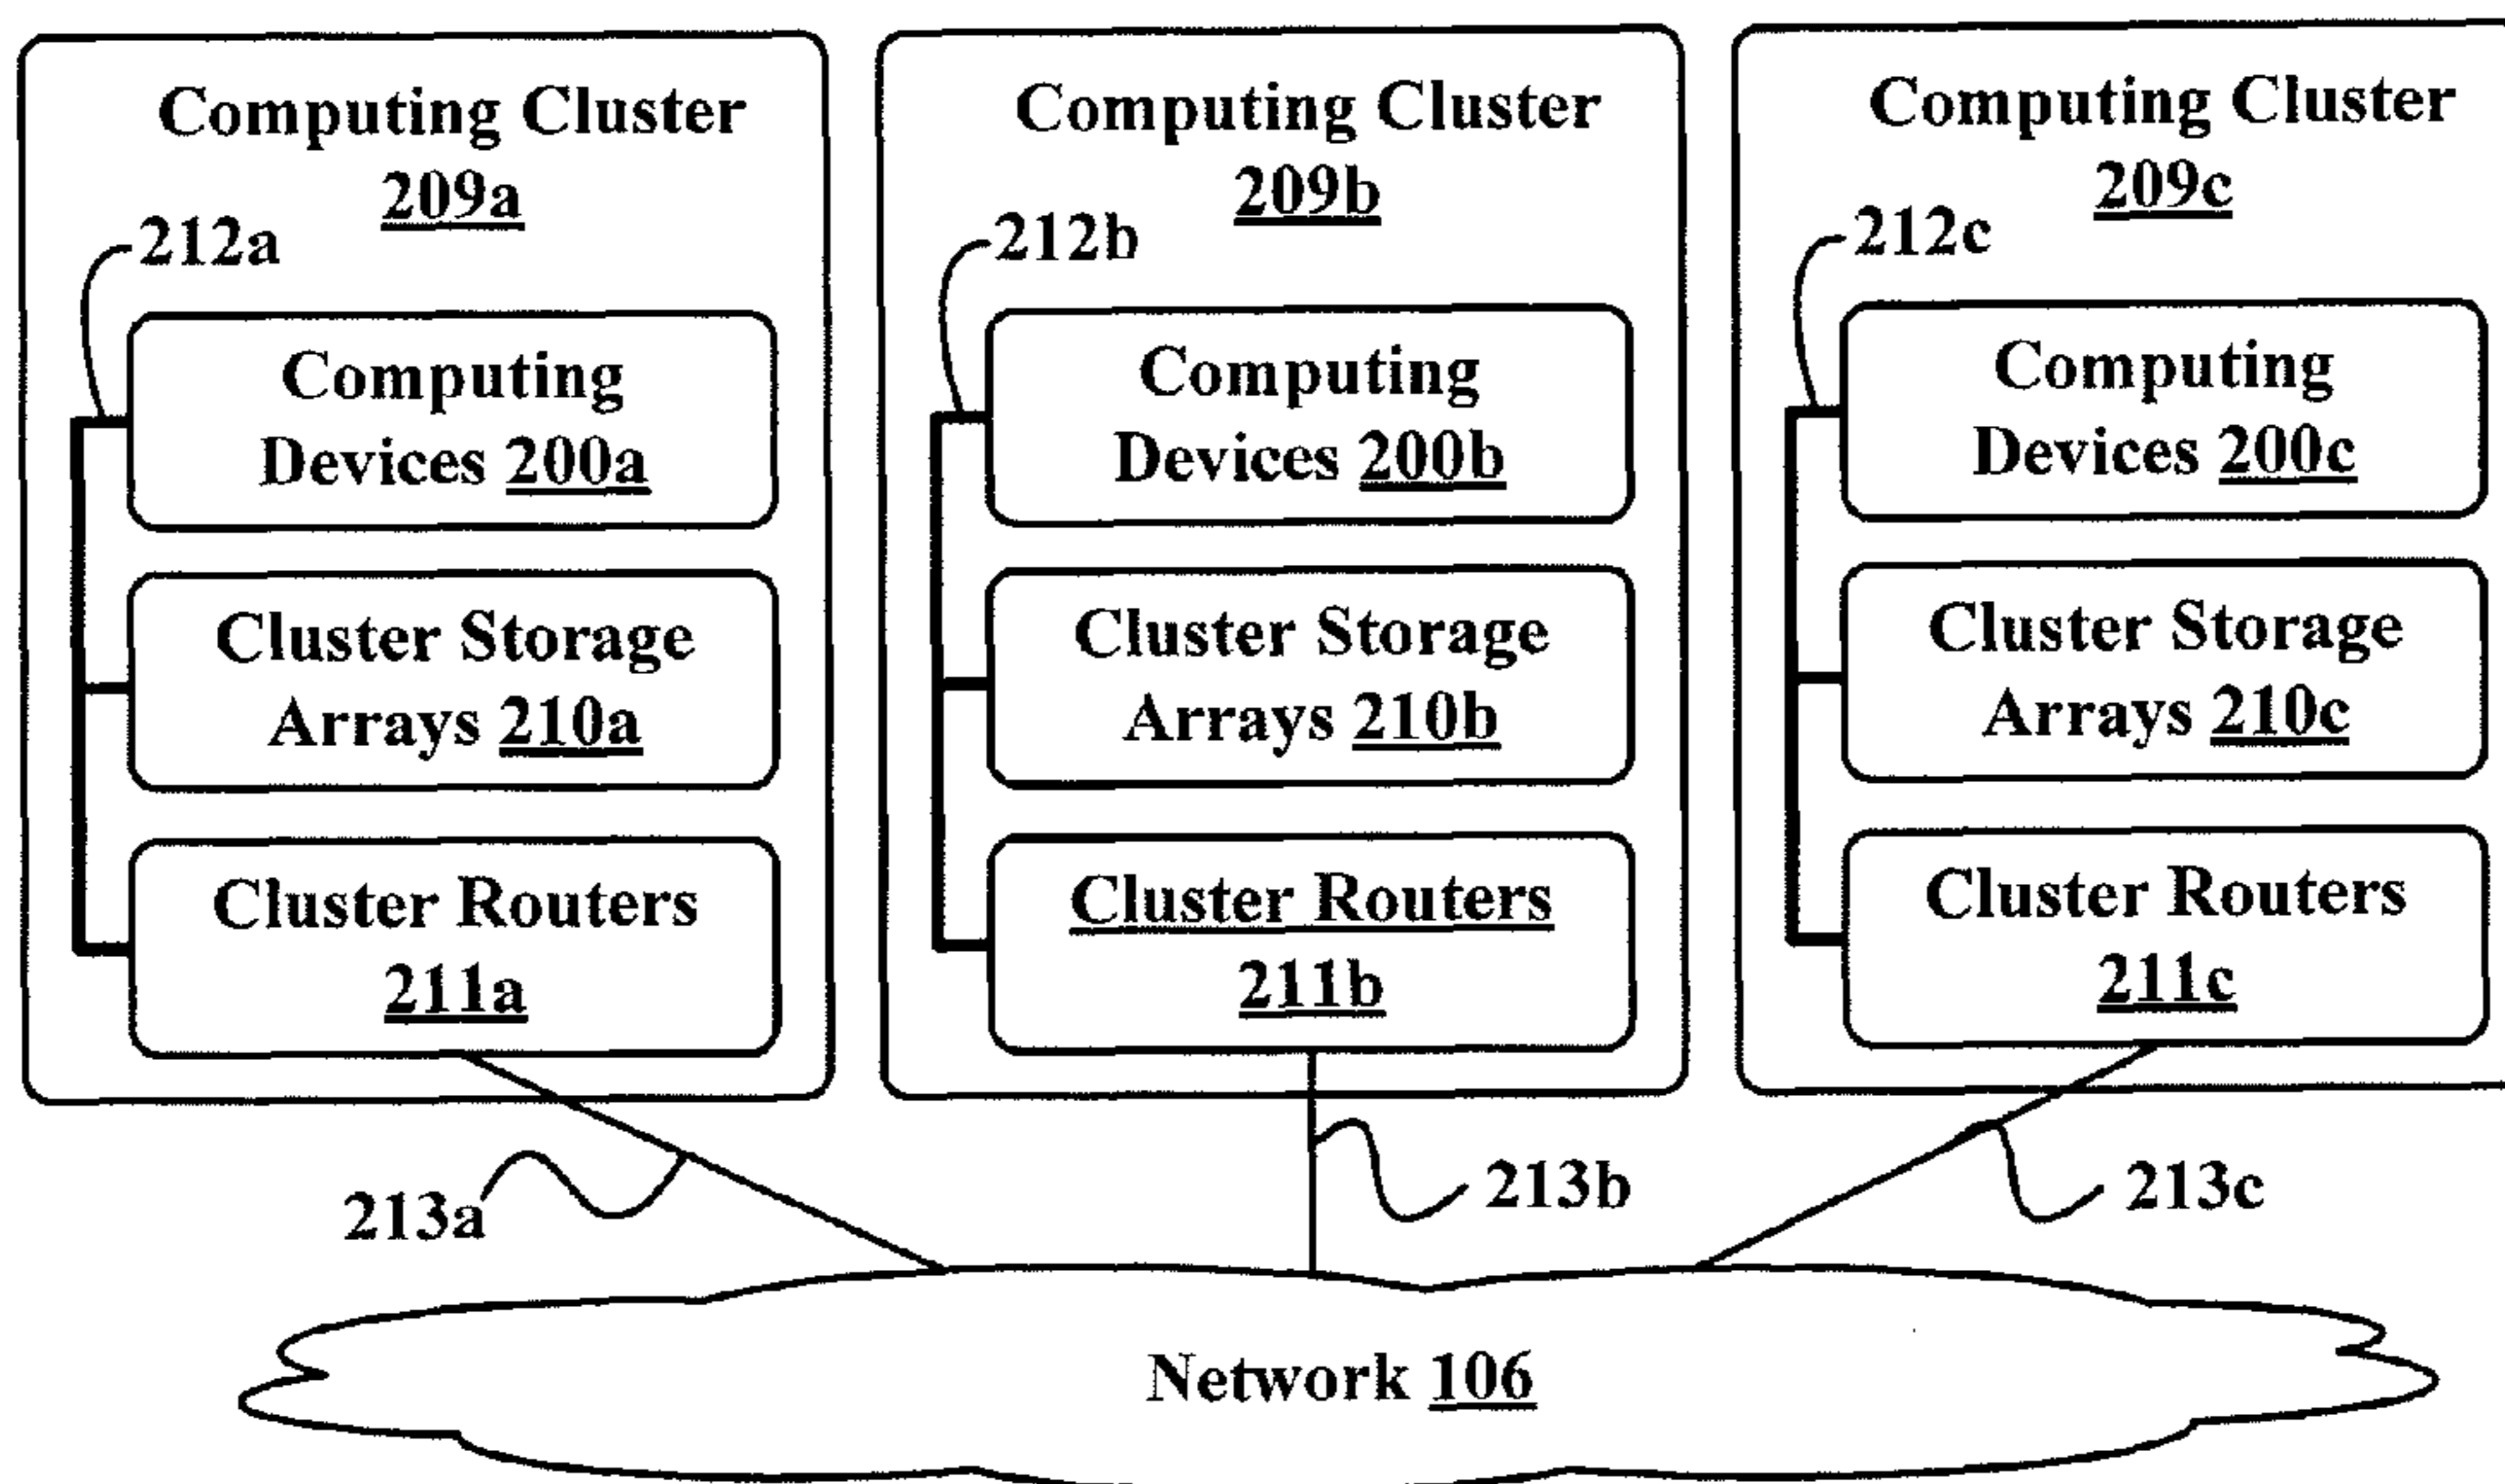 Computing Cluster
209a
212a
Computing
Devices 200a
Cluster Storage
Arrays 210a
Cluster Routers
211a
Computing Cluster
209b
212b
Computing
Devices 200b
Cluster Storage
Arrays 210b
Cluster Routers
211b
Computing Cluster
209c
212c
Computing
Devices 200c
Cluster Storage
Arrays 210c
Cluster Routers
211c
213a
213b
213c
Network 106